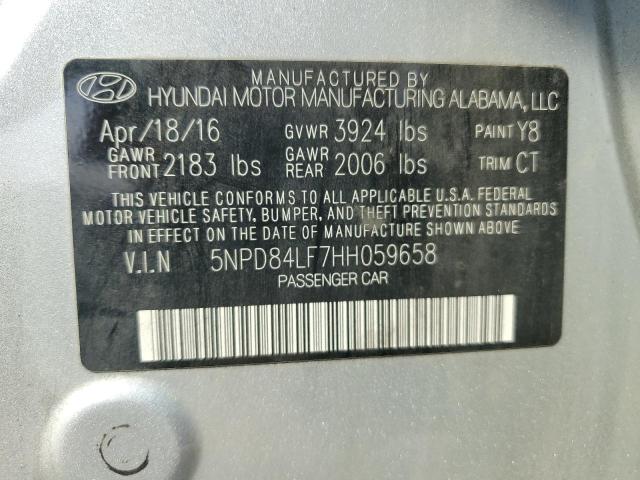 MANUFACTURED BY
HYUNDAI MOTOR MANUFACTURING ALABAMA, LLC
Apr/18/16 GVWR 3924 lbs PAINT Y8
GAWR FRONT 2183 lbs GAWR REAR 2006 lbs TRIM CT
THIS VEHICLE CONFORMS TO ALL APPLICABLE U.S.A. FEDERAL
MOTOR VEHICLE SAFETY, BUMPER, AND THEFT PREVENTION STANDARDS
IN EFFECT ON THE DATE OF MANUFACTURE SHOWN ABOVE
V.I.N 5NPD84LF7HH059658
PASSENGER CAR